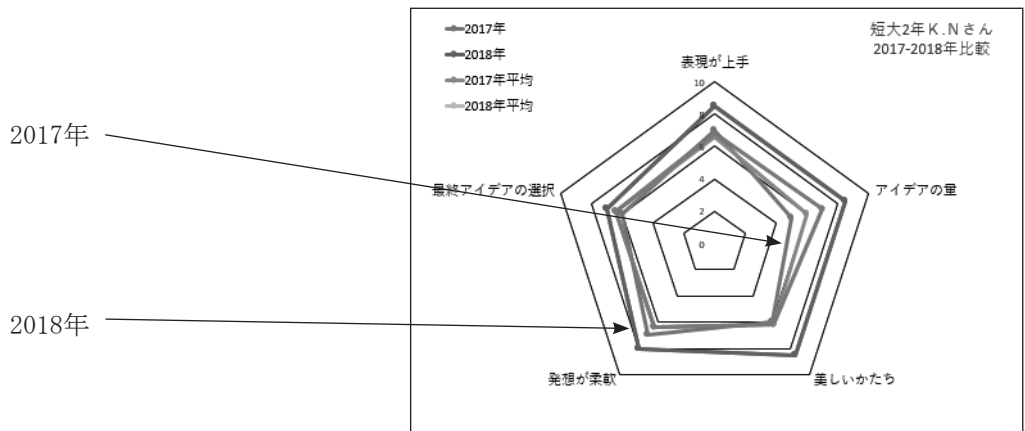 2017年
2018年
2017年平均
2018年平均
短大2年K.Nさん
2017-2018年比較
表現が上手
10
8
6
4
2
0
最終アイデアの選択
アイデアの量
発想が柔軟
美しいかたち
2017年
2018年